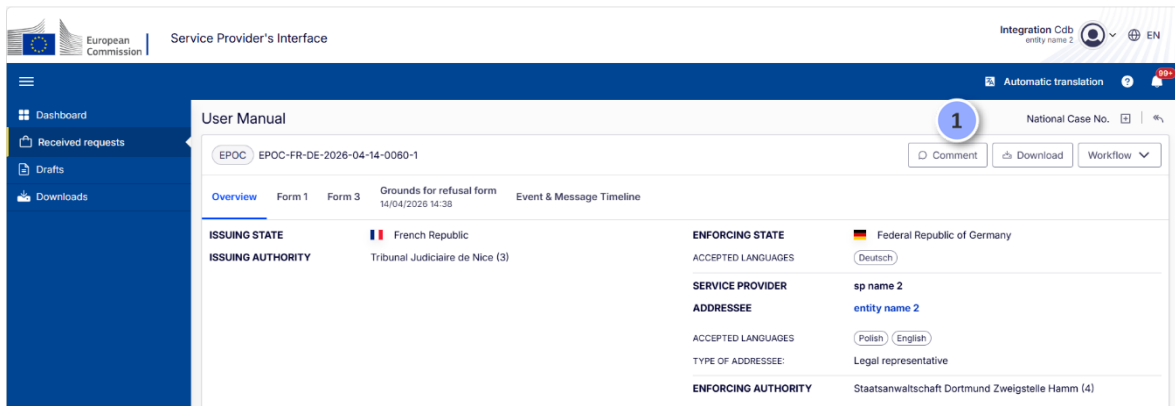 European
Commission
Service Provider's Interface
Integration Cdb
entity name 2
EN
Automatic translation
?
99+
Dashboard
Received requests
Drafts
Downloads
User Manual
1
National Case No.
EPOC EPOC-FR-DE-2026-04-14-0060-1
Comment
Download
Workflow
Overview
Form 1
Form 3
Grounds for refusal form
14/04/2026 14:38
Event & Message Timeline
ISSUING STATE French Republic
ISSUING AUTHORITY Tribunal Judiciaire de Nice (3)
ENFORCING STATE Federal Republic of Germany
ACCEPTED LANGUAGES Deutsch
SERVICE PROVIDER sp name 2
ADDRESSEE entity name 2
ACCEPTED LANGUAGES Polish English
TYPE OF ADDRESSEE: Legal representative
ENFORCING AUTHORITY Staatsanwaltschaft Dortmund Zweigstelle Hamm (4)